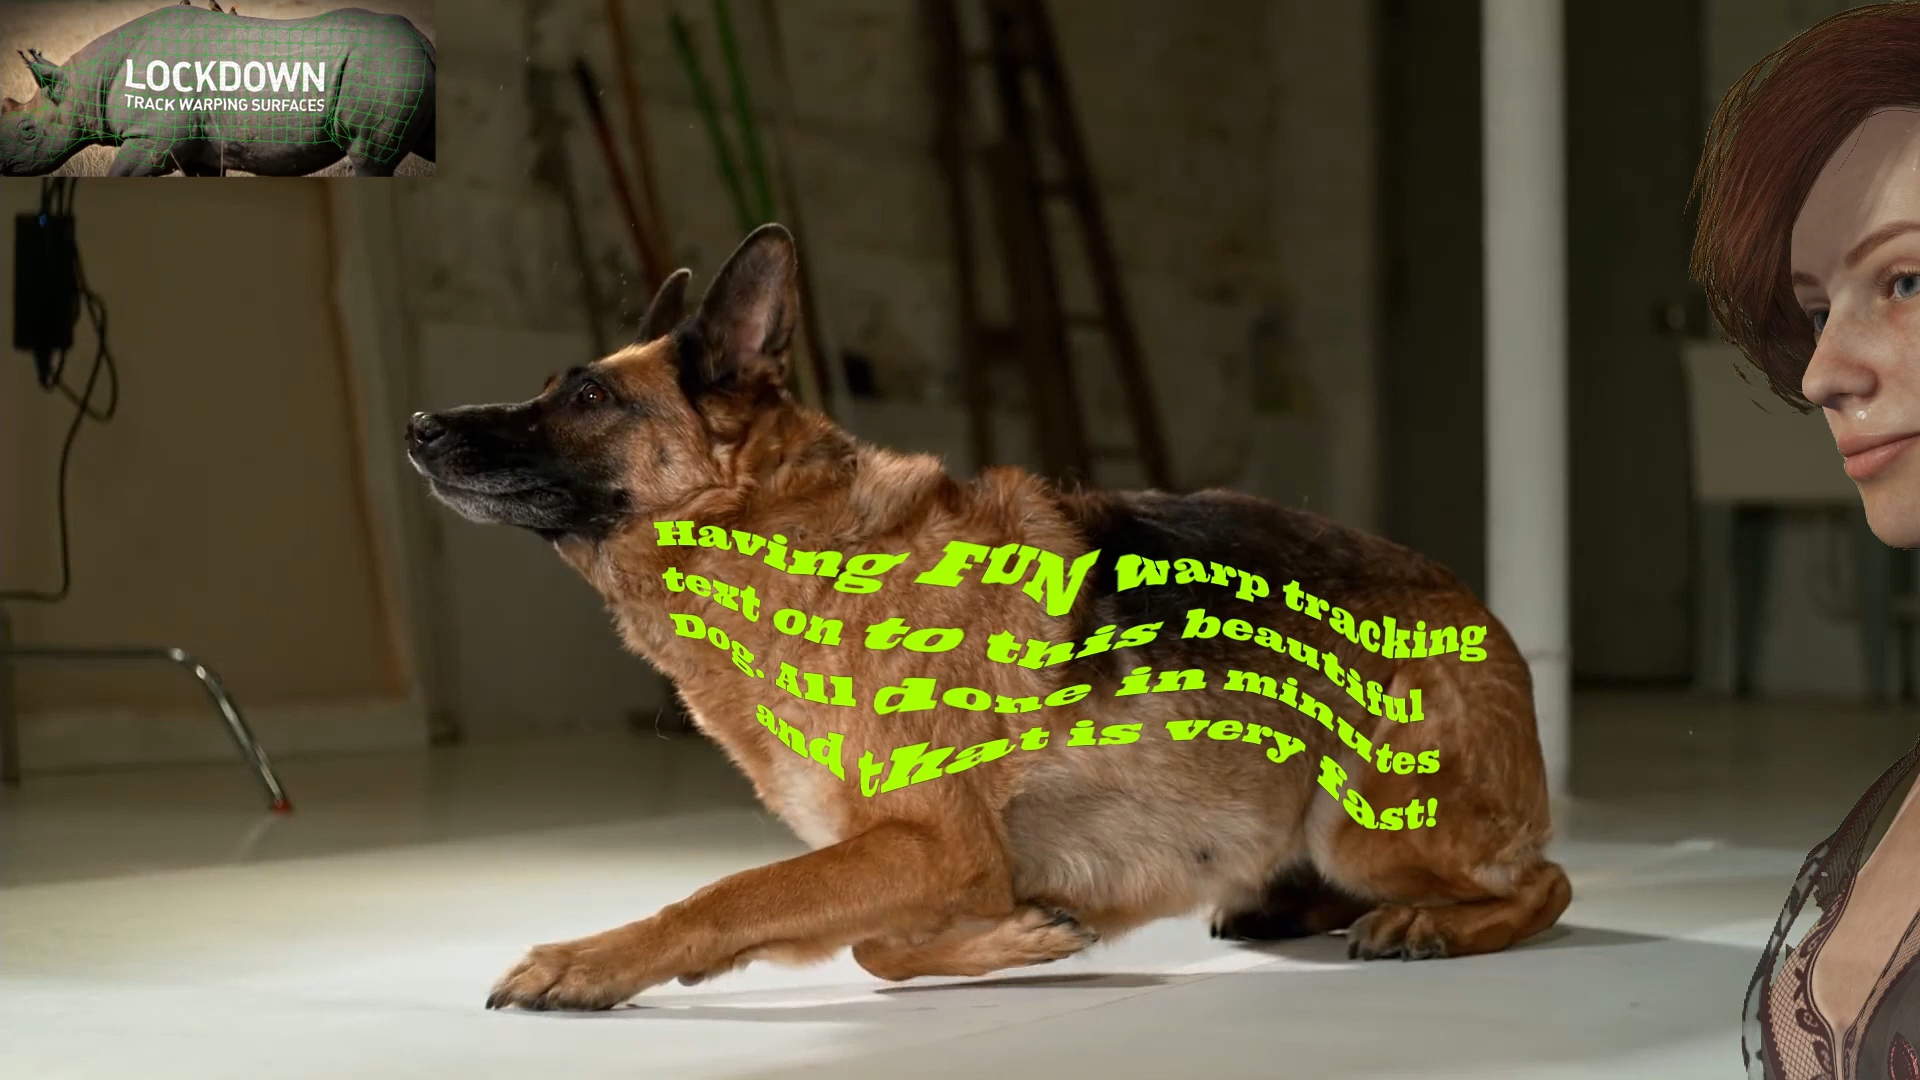 LOCKDOWN
TRACK WARPING SURFACES
Having FUN warp tracking
text on to this beautiful
Dog. All done in minutes
and that is very fast!